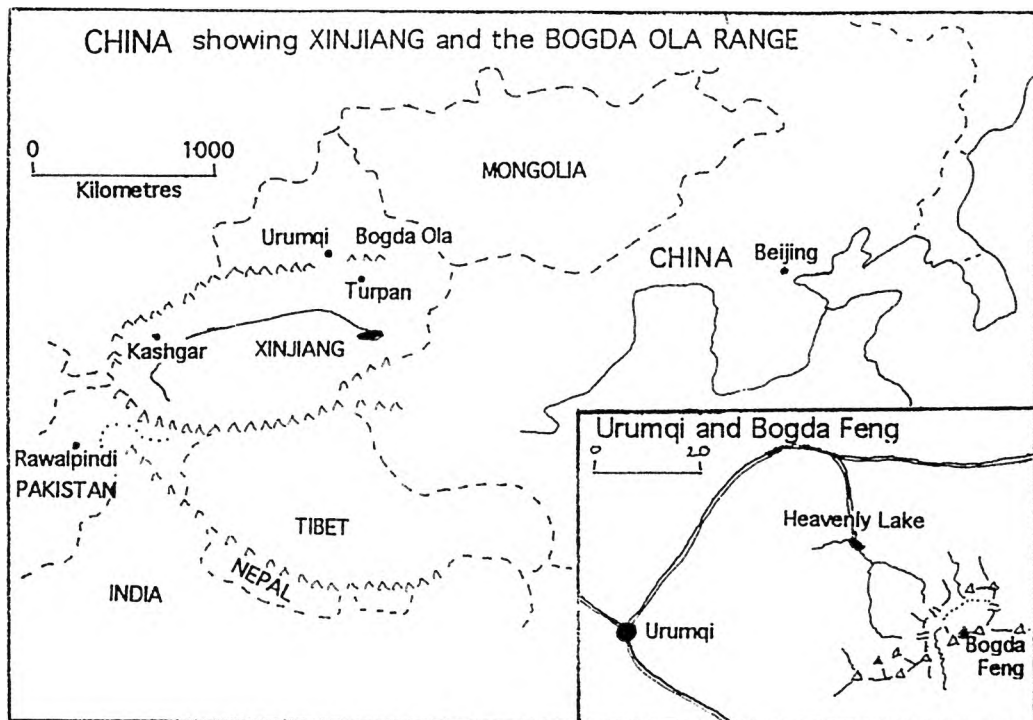 CHINA showing XINJIANG and the BOGDA OLA RANGE
0 1000
Kilometres
MONGOLIA
Urumqi Bogda Ola
CHINA Beijing
Turpan
Kashgar XINJIANG
Rawalpindi
PAKISTAN
TIBET
NEPAL
INDIA
Urumqi and Bogda Feng
0 20
Heavenly Lake
Urumqi
Bogda
Feng